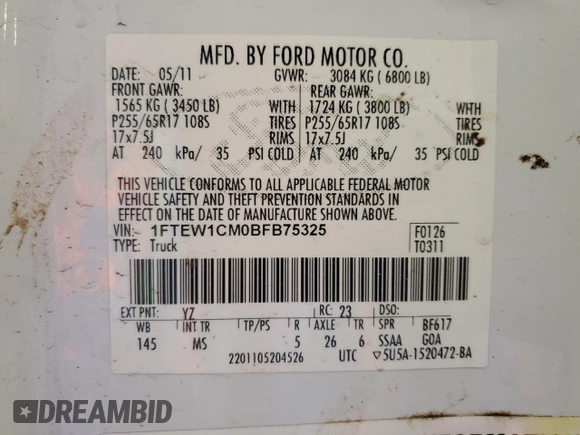 MFD. BY FORD MOTOR CO.
DATE: 05/11 GVWR: 3084 KG ( 6800 LB)
FRONT GAWR: REAR GAWR:
1565 KG ( 3450 LB) WITH 1724 KG ( 3800 LB) WITH
P255/65R17 108S TIRES P255/65R17 108S TIRES
17x7.5J RIMS 17x7.5J RIMS
AT 240 kPa/ 35 PSI COLD AT 240 kPa/ 35 PSI COLD
THIS VEHICLE CONFORMS TO ALL APPLICABLE FEDERAL MOTOR
VEHICLE SAFETY AND THEFT PREVENTION STANDARDS IN
EFFECT ON THE DATE OF MANUFACTURE SHOWN ABOVE.
VIN: 1FTEW1CM0BFB75325 F0126
TYPE: Truck T0311
EXT PNT: YZ RC: 23 DSO:
WB INT TR TP/PS R AXLE TR SPR BF617
145 MS 5 26 6 SSAA GOA
2201105204526 UTC ▽5U5A-1520472-BA
DREAMBID